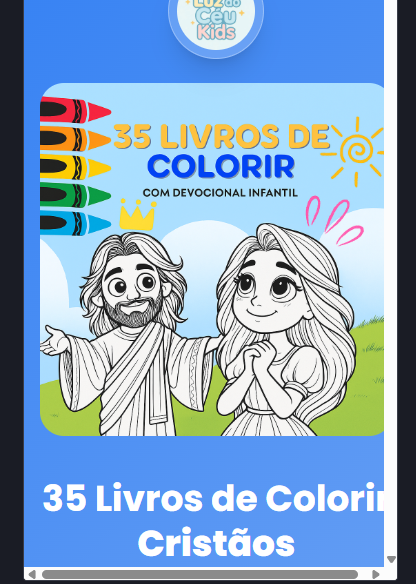 Luz do
Céu
Kids
35 LIVROS DE
COLORIR
COM DEVOCIONAL INFANTIL
35 Livros de Colorir
Cristãos